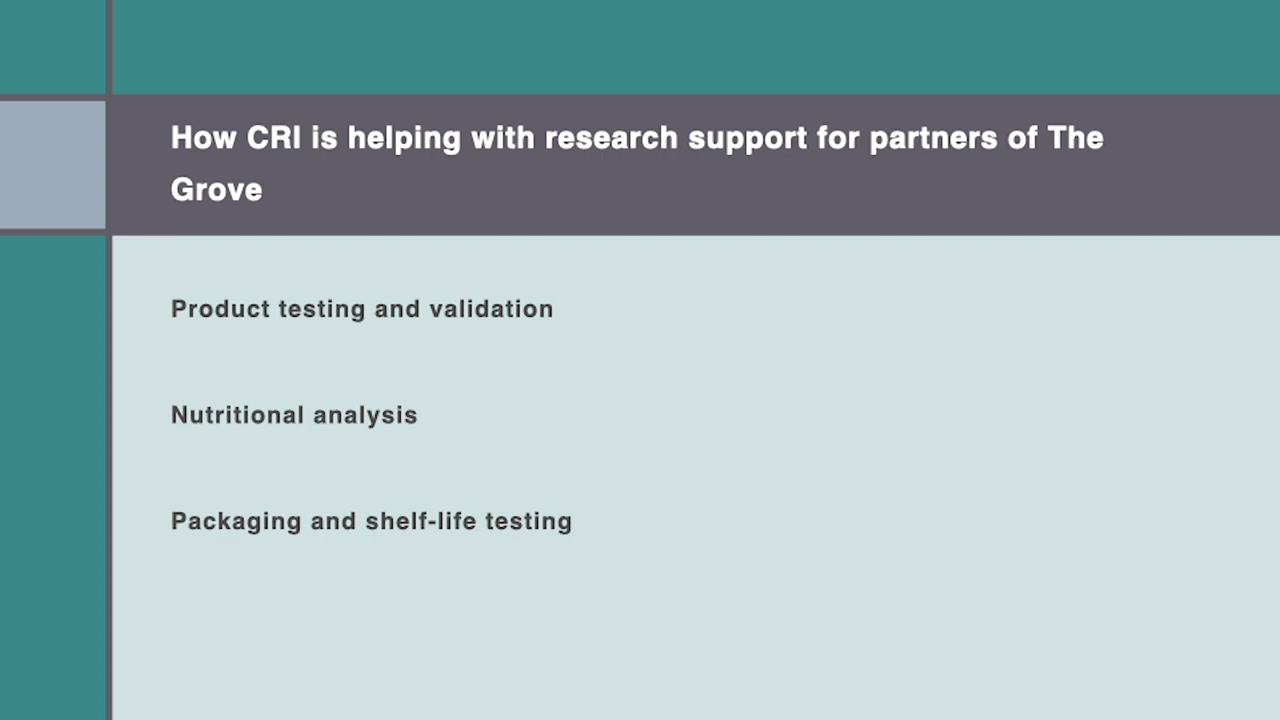 How CRI is helping with research support for partners of The
Grove
Product testing and validation
Nutritional analysis
Packaging and shelf-life testing